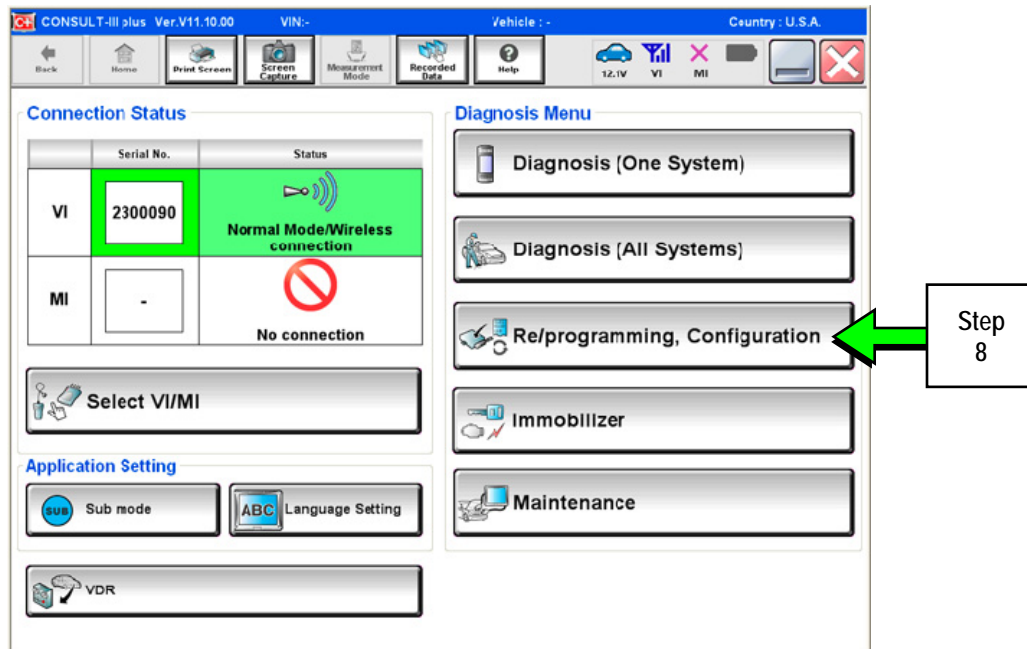 CONSULT-III plus Ver.V11.10.00 VIN:- Vehicle : - Country : U.S.A.
Back
Home
Print Screen
Screen Capture
Measurement Mode
Recorded Data
Help
12.1V
VI
MI
Connection Status
Serial No.
Status
VI
2300090
Normal Mode/Wireless
connection
MI
-
No connection
Select VI/MI
Application Setting
SUB
Sub mode
ABC
Language Setting
VDR
Diagnosis Menu
Diagnosis (One System)
Diagnosis (All Systems)
Re/programming, Configuration
Immobilizer
Maintenance
Step
8